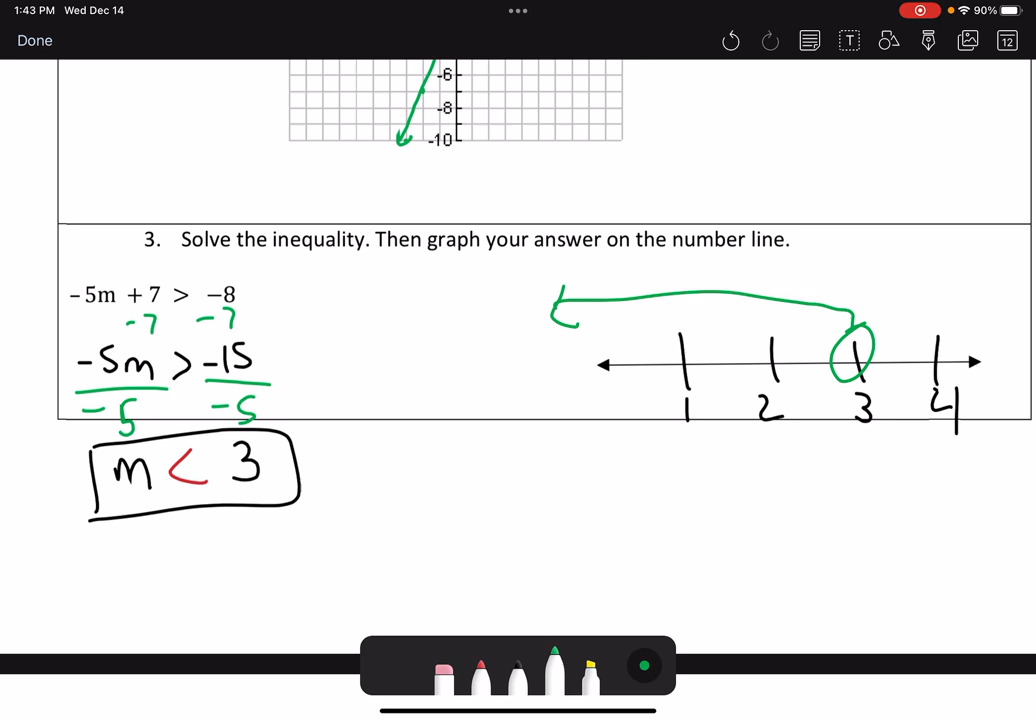 1:43 PM Wed Dec 14
90%
Done
T
12
-6
-8
-10
3. Solve the inequality. Then graph your answer on the number line.
−5m + 7 > −8
-7 -7
-5m > -15
-5 -5
m < 3
1 2 3 4